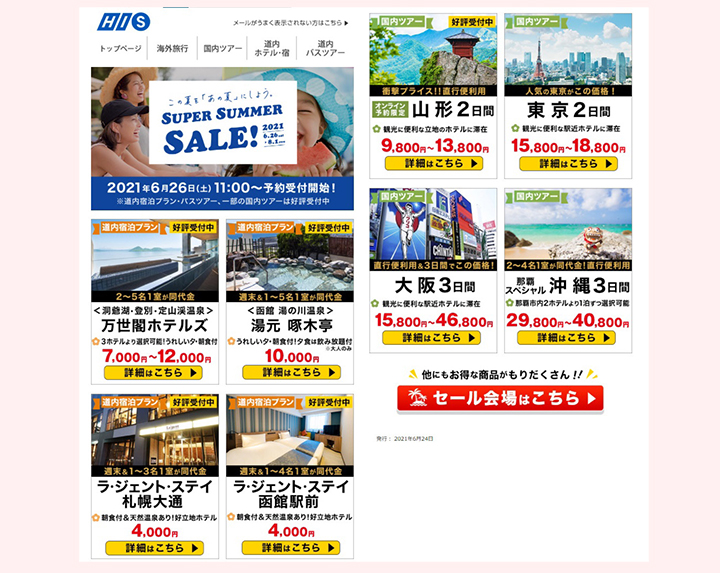 HIS
メールがうまく表示されない方はこちら ▶
トップページ
海外旅行
国内ツアー
道内
ホテル・宿
道内
バスツアー
この夏を「あの夏」にしよう。
SUPER SUMMER
SALE!
2021
6.26(sat)
-8.1(sun)
2021年6月26日(土)11:00〜予約受付開始！
※道内宿泊プラン・バスツアー、一部の国内ツアーは好評受付中
道内宿泊プラン
好評受付中
2〜5名1室が同代金
＜洞爺湖・登別・定山渓温泉＞
万世閣ホテルズ
3ホテルより選択可能!うれしい夕・朝食付
7,000円〜12,000円
詳細はこちら ▶
道内宿泊プラン
好評受付中
週末&1〜5名1室が同代金
＜函館 湯の川温泉＞
湯元 啄木亭
うれしい夕・朝食付!夕食は飲み放題付
※大人のみ
10,000円
詳細はこちら ▶
道内宿泊プラン
好評受付中
週末&1〜3名1室が同代金
ラ・ジェント・ステイ
札幌大通
朝食付&天然温泉あり!好立地ホテル
4,000円
詳細はこちら ▶
道内宿泊プラン
好評受付中
週末&1〜4名1室が同代金
ラ・ジェント・ステイ
函館駅前
朝食付&天然温泉あり!好立地ホテル
4,000円
詳細はこちら ▶
国内ツアー
好評受付中
衝撃プライス!!直行便利用
オンライン
予約限定
山形2日間
観光に便利な立地のホテルに滞在
9,800円〜13,800円
詳細はこちら ▶
国内ツアー
人気の東京がこの価格！
東京2日間
観光に便利な駅近ホテルに滞在
15,800円〜18,800円
詳細はこちら ▶
国内ツアー
直行便利用&3日間でこの価格！
大阪3日間
観光に便利な駅近ホテルに滞在
15,800円〜46,800円
詳細はこちら ▶
国内ツアー
2〜4名1室が同代金!直行便利用
那覇
スペシャル
沖縄3日間
那覇市内2ホテルより1泊ずつ選択可能
29,800円〜40,800円
詳細はこちら ▶
他にもお得な商品がもりだくさん!!
セール会場はこちら ▶
発行： 2021年6月24日